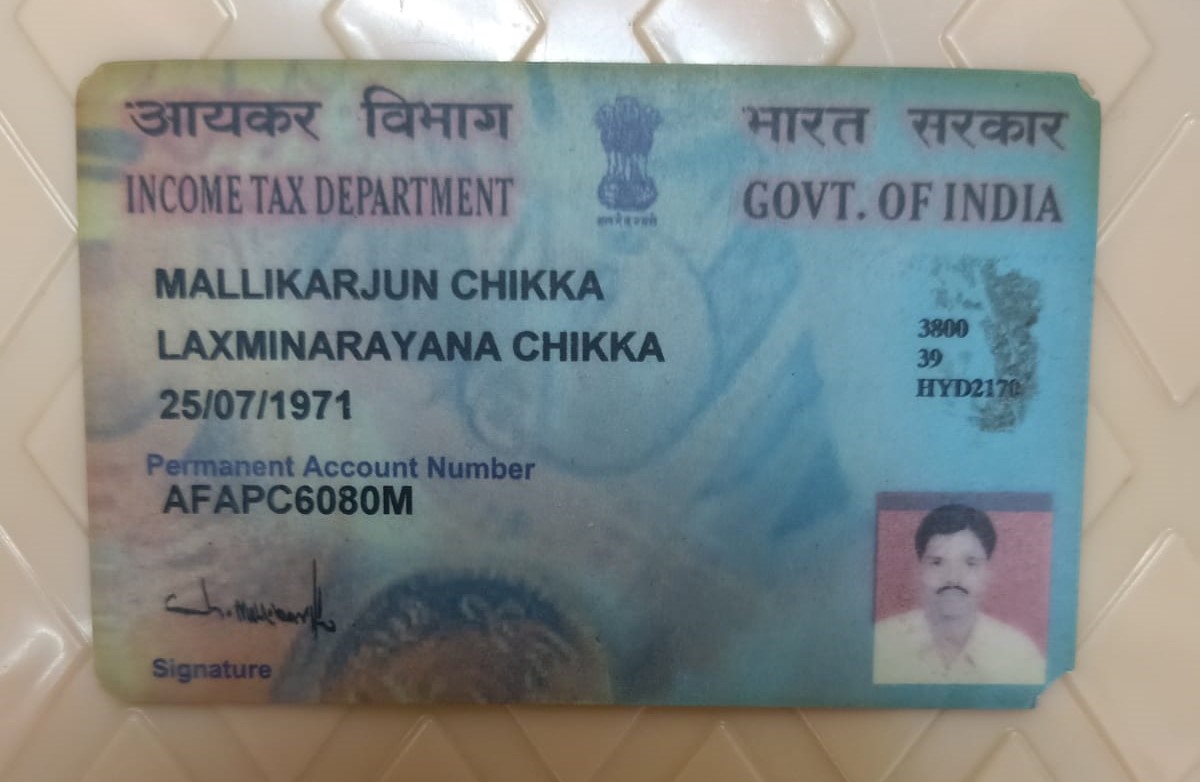 आयकर विभाग
भारत सरकार
INCOME TAX DEPARTMENT
GOVT. OF INDIA
MALLIKARJUN CHIKKA
LAXMINARAYANA CHIKKA
25/07/1971
Permanent Account Number
AFAPC6080M
3800
39
HYD2170
Signature